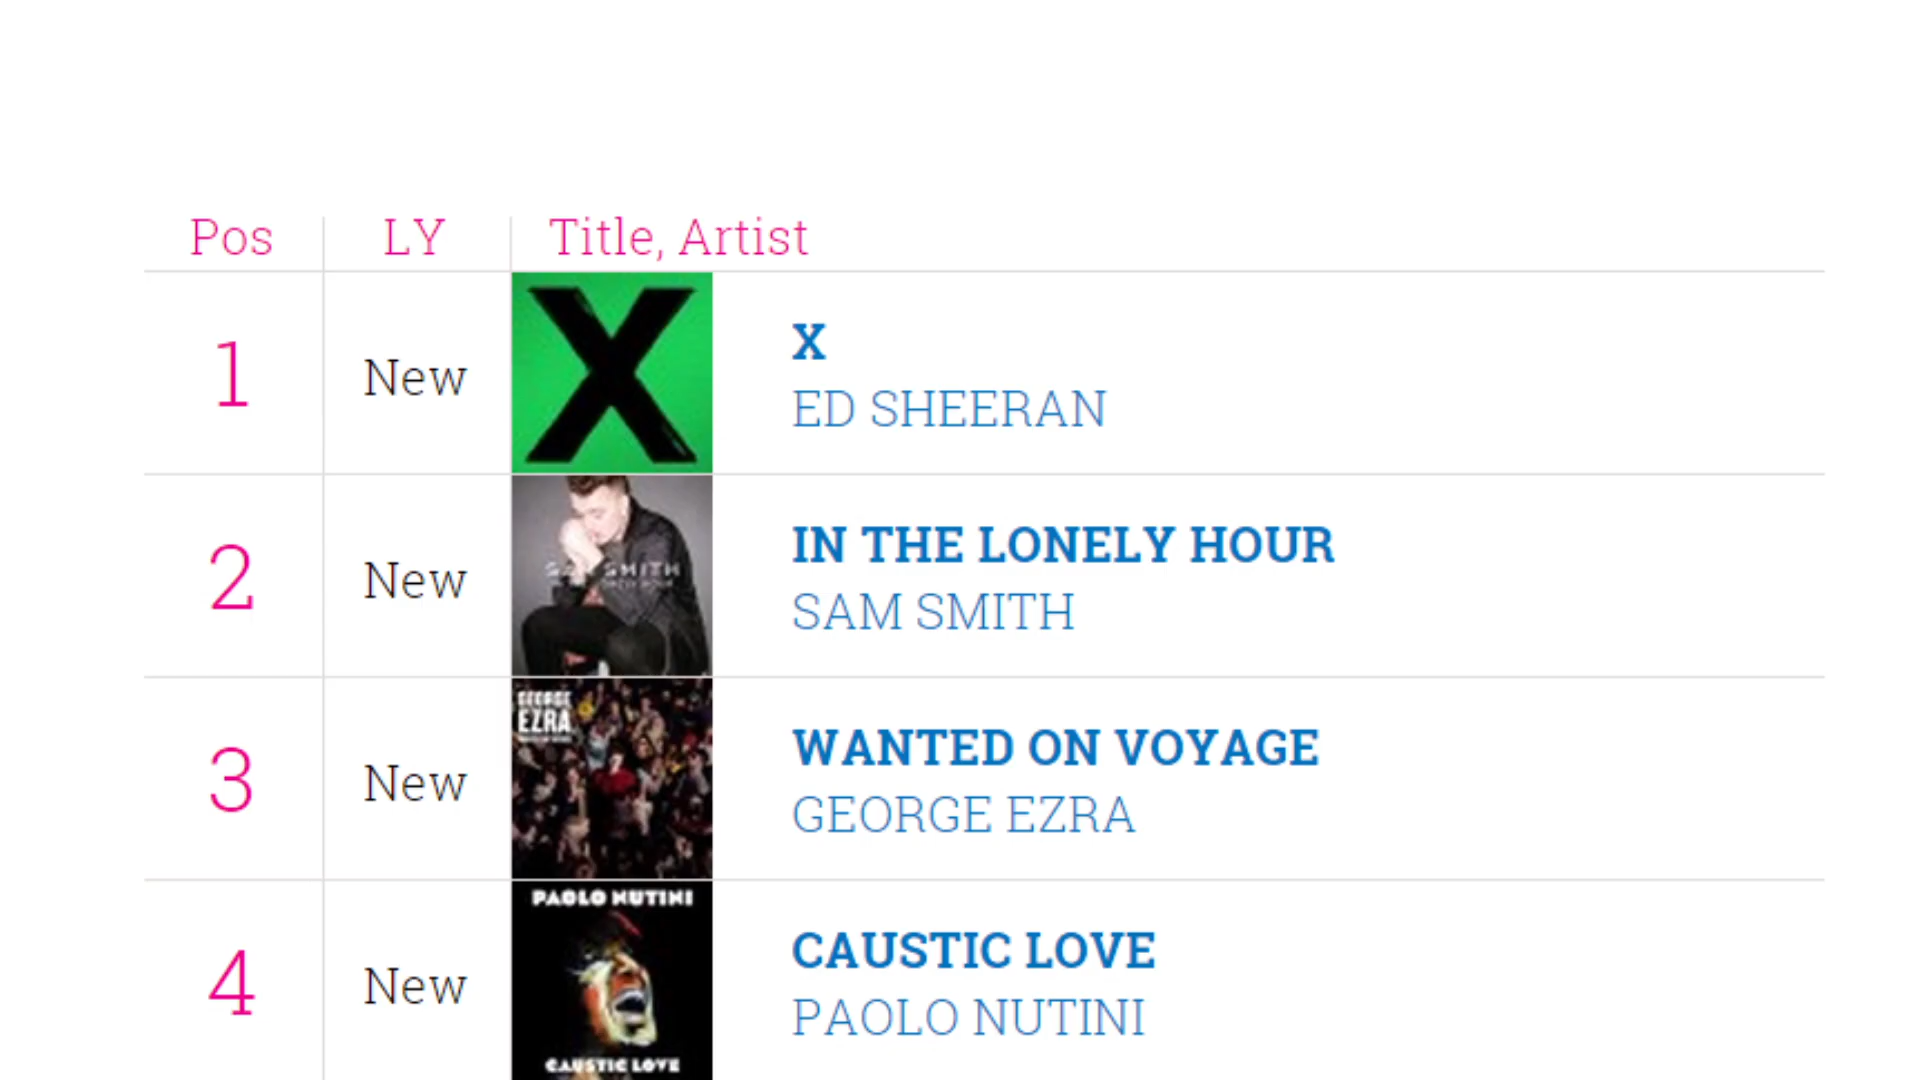 Pos LY Title, Artist
1 New X
ED SHEERAN
2 New IN THE LONELY HOUR
SAM SMITH
SAM SMITH
3 New WANTED ON VOYAGE
GEORGE EZRA
GEORGE
EZRA
4 New CAUSTIC LOVE
PAOLO NUTINI
PAOLO NUTINI
CAUSTIC LOVE